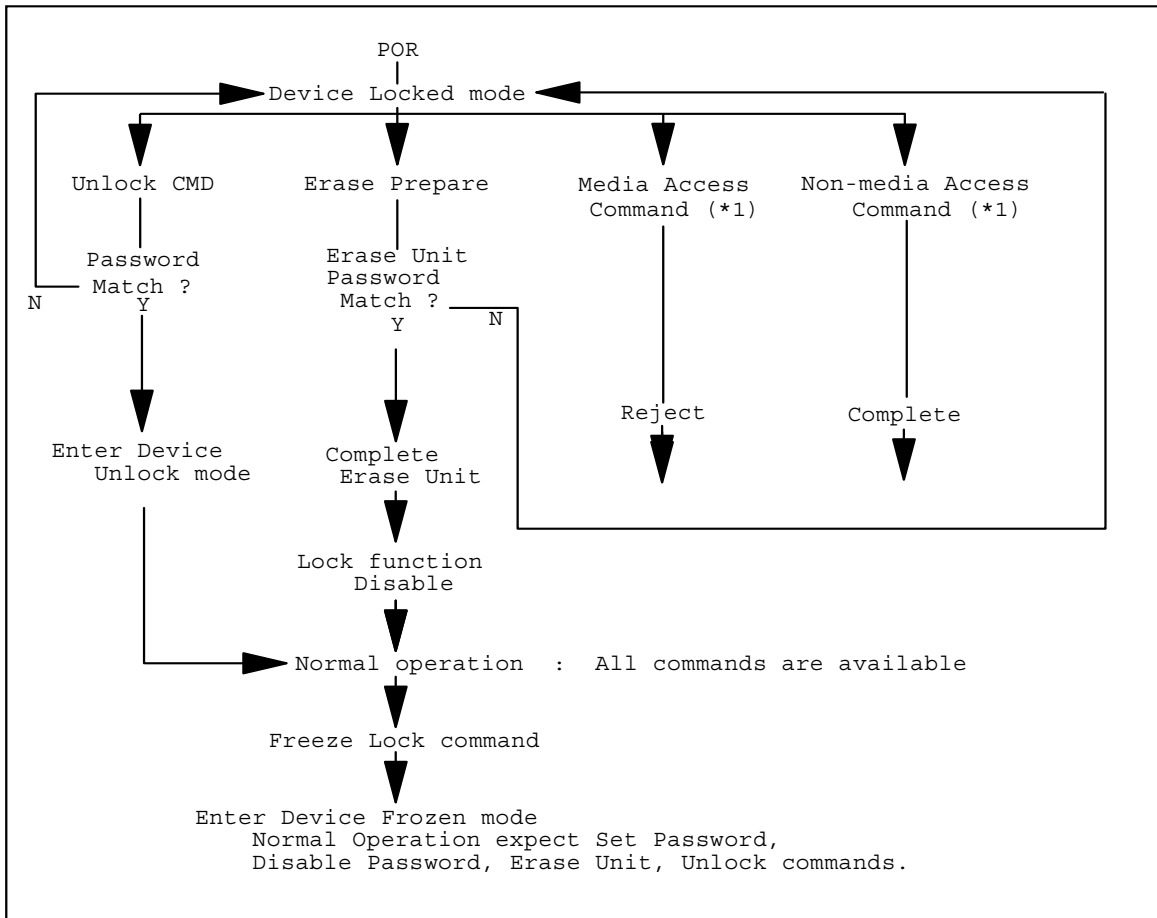 POR
Device Locked mode
Unlock CMD
Erase Prepare
Media Access
Command (*1)
Non-media Access
Command (*1)
Password
Match ?
N
Y
Erase Unit
Password
Match ?
Y
N
Reject
Complete
Enter Device
Unlock mode
Complete
Erase Unit
Lock function
Disable
Normal operation : All commands are available
Freeze Lock command
Enter Device Frozen mode
Normal Operation expect Set Password,
Disable Password, Erase Unit, Unlock commands.